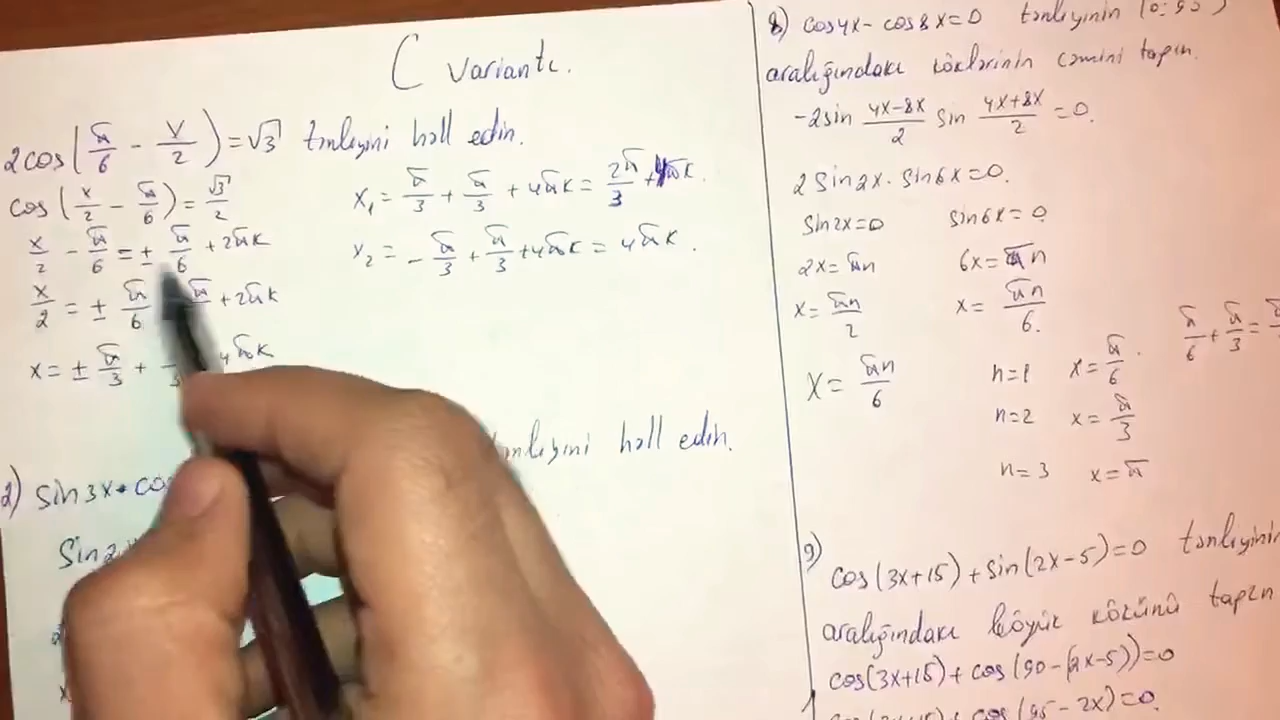 C variantı.
2cos(π/6 - x/2) = √3 tənliyini həll edin.
cos(x/2 - π/6) = √3/2
x/2 - π/6 = ± π/6 + 2πk
x/2 = ± π/6 π + 2πk
x = ± π/3 + 4πk
x₁ = π/3 + π/3 + 4πk = 2π/3 + 4πk.
x₂ = - π/3 + π/3 + 4πk = 4πk.
2) sin3x • cos tənliyini həll edin.
8) cos4x - cos8x = 0 tənliyinin
aralığındakı köklərinin cəmini tapın.
-2sin (4x-8x)/2 sin (4x+8x)/2 = 0.
2 sin2x · sin6x = 0.
sin2x = 0 sin6x = 0
2x = πn 6x = πn
x = πn/2 x = πn/6.
x = πn/6 n=1 x = π/6. π/6 + π/3 =
n=2 x = π/3
n=3 x = π
9) cos(3x+15) + sin(2x-5) = 0 tənliyinin
aralığındakı böyük kökünü tapın
cos(3x+15) + cos(90-(2x-5)) = 0
cos(95-2x) = 0.